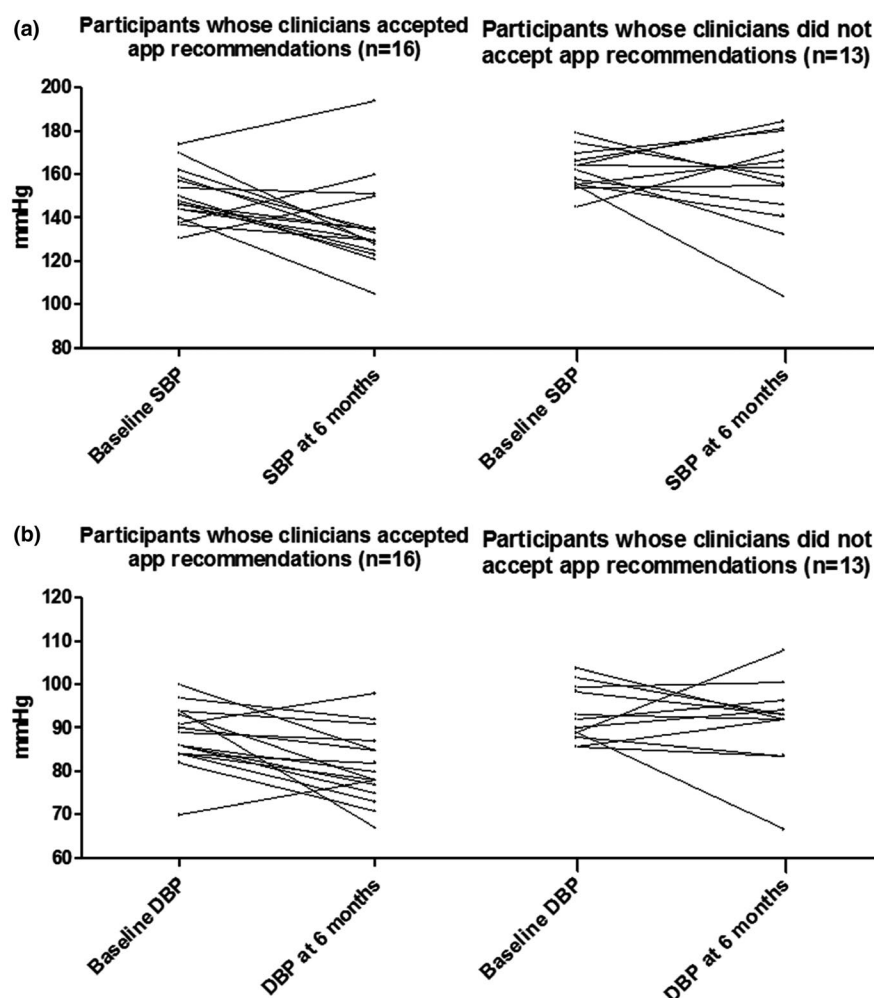 (a)
Participants whose clinicians accepted
app recommendations (n=16)
Participants whose clinicians did not
accept app recommendations (n=13)
200
180
160
140
120
100
80
mmHg
Baseline SBP
SBP at 6 months
Baseline SBP
SBP at 6 months
(b)
Participants whose clinicians accepted
app recommendations (n=16)
Participants whose clinicians did not
accept app recommendations (n=13)
120
110
100
90
80
70
60
mmHg
Baseline DBP
DBP at 6 months
Baseline DBP
DBP at 6 months